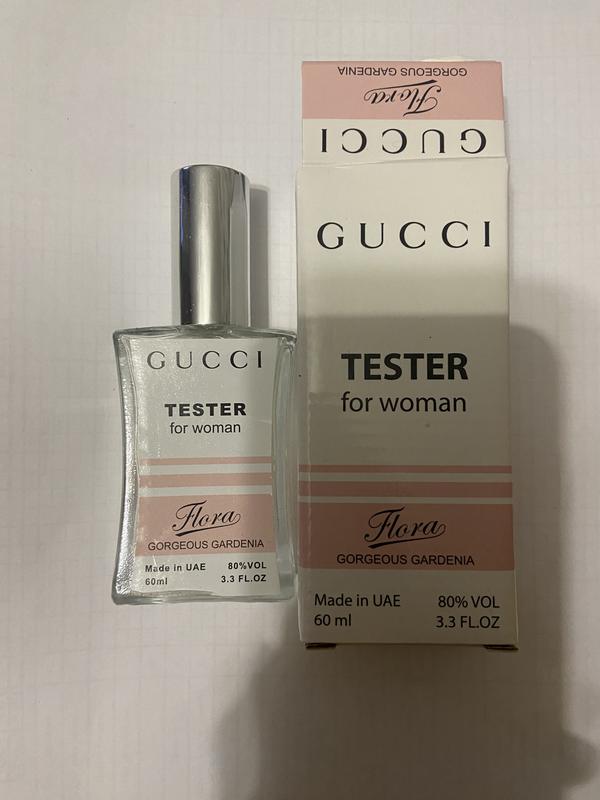 GORGEOUS GARDENIA
Flora
GUCCI
GUCCI
TESTER
for woman
Flora
GORGEOUS GARDENIA
Made in UAE 80% VOL
60 ml 3.3 FL.OZ
GUCCI
TESTER
for woman
Flora
GORGEOUS GARDENIA
Made in UAE 80%VOL
60ml 3.3 FL.OZ